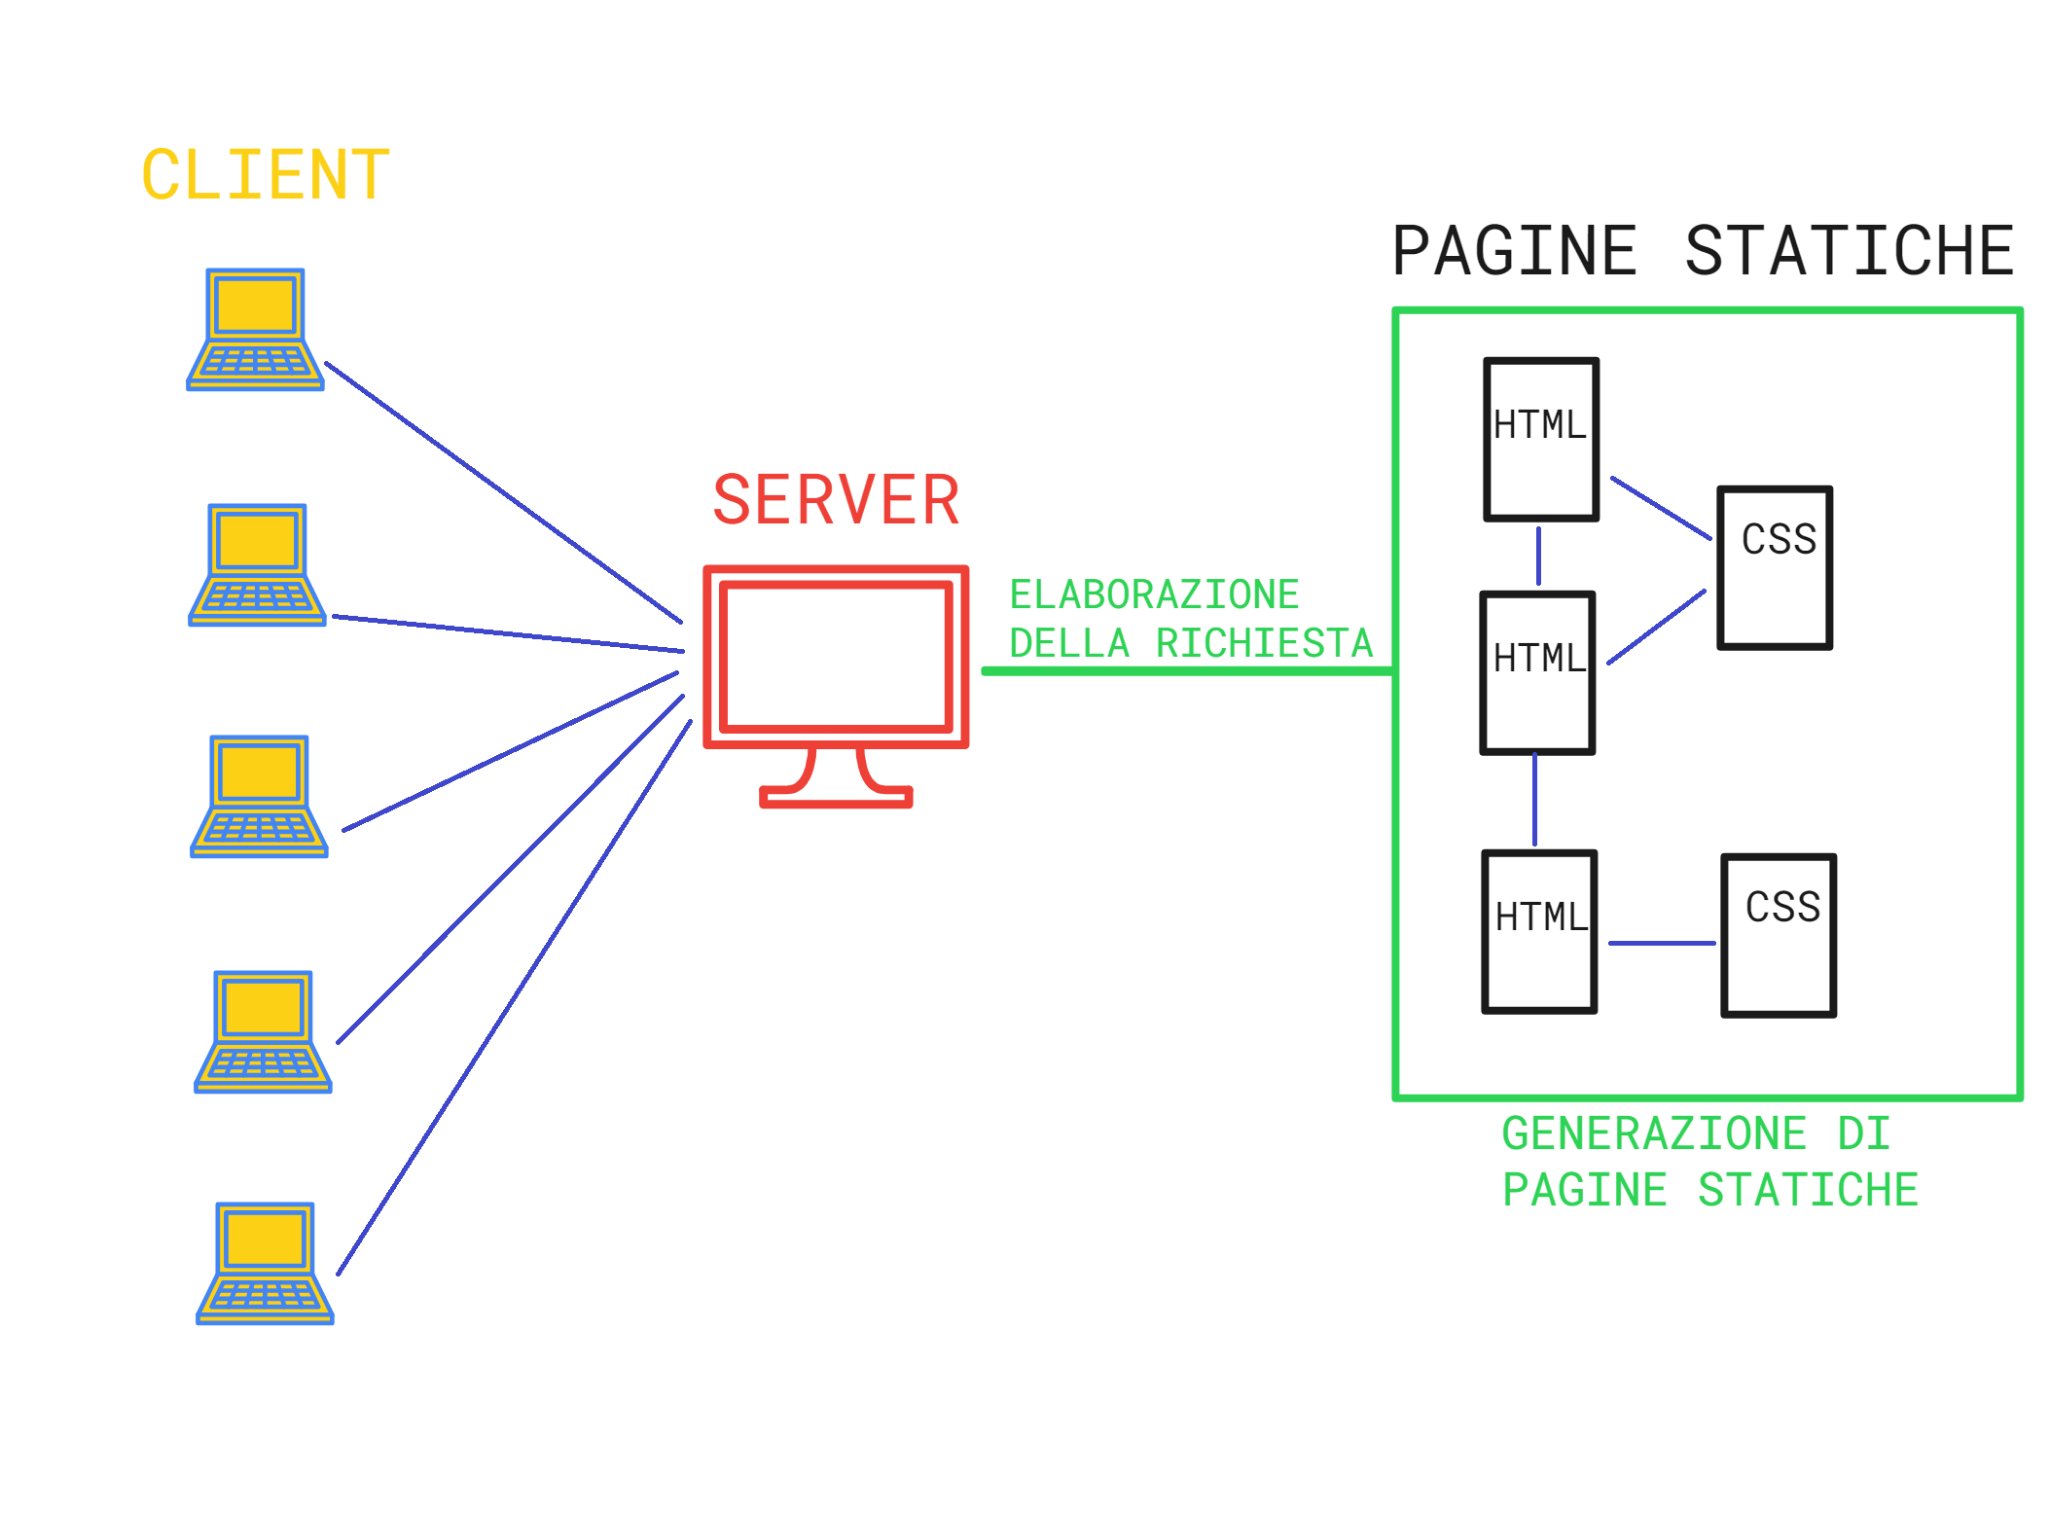 CLIENT
SERVER
ELABORAZIONE
DELLA RICHIESTA
PAGINE STATICHE
HTML
CSS
HTML
HTML
CSS
GENERAZIONE DI
PAGINE STATICHE